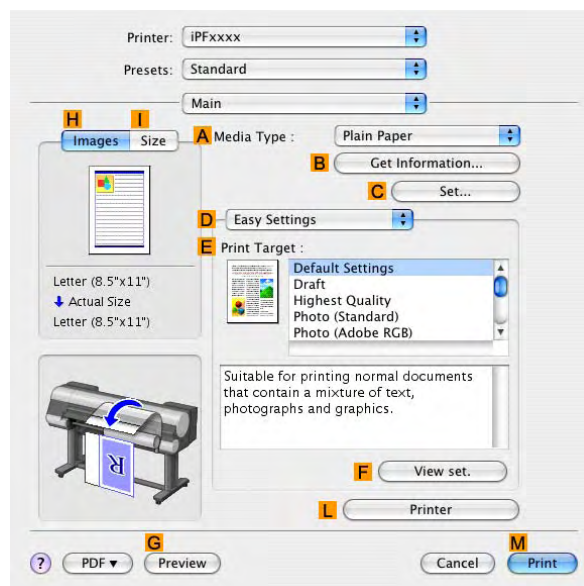 Printer: iPFxxxx
Presets: Standard
Main
H I
Images Size
A Media Type : Plain Paper
B Get Information...
C Set...
D Easy Settings
E Print Target :
Default Settings
Draft
Highest Quality
Photo (Standard)
Photo (Adobe RGB)
Letter (8.5"x11")
Actual Size
Letter (8.5"x11")
Suitable for printing normal documents
that contain a mixture of text,
photographs and graphics.
R
F View set.
L Printer
G M
? PDF▼ Preview Cancel Print